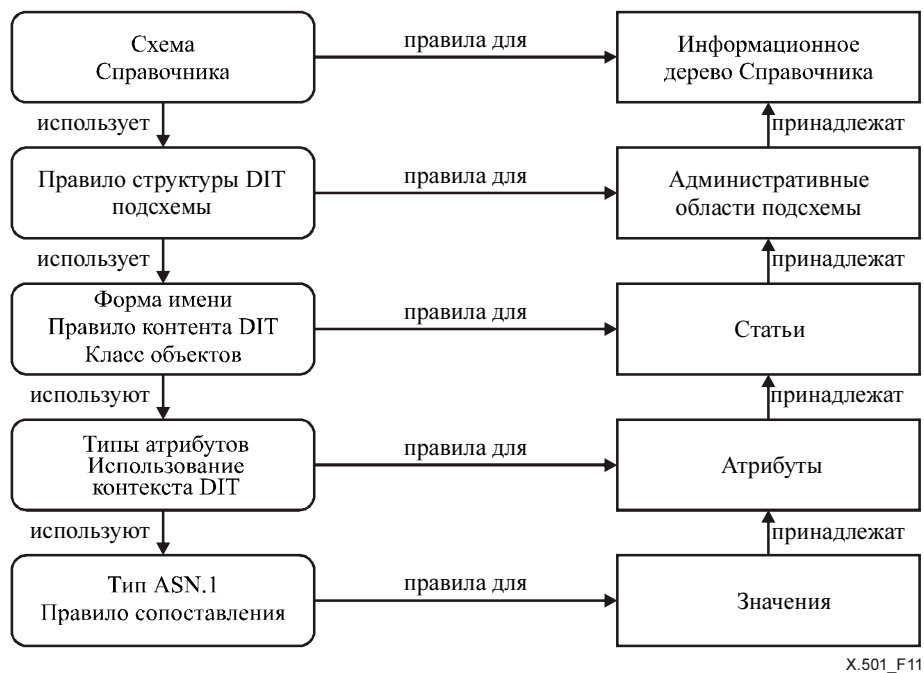 Схема
Справочника
правила для
Информационное
дерево Справочника
использует
принадлежат
Правило структуры DIT
подсхемы
правила для
Административные
области подсхемы
использует
принадлежат
Форма имени
Правило контента DIT
Класс объектов
правила для
Статьи
используют
принадлежат
Типы атрибутов
Использование
контекста DIT
правила для
Атрибуты
используют
принадлежат
Тип ASN.1
Правило сопоставления
правила для
Значения
X.501_F11